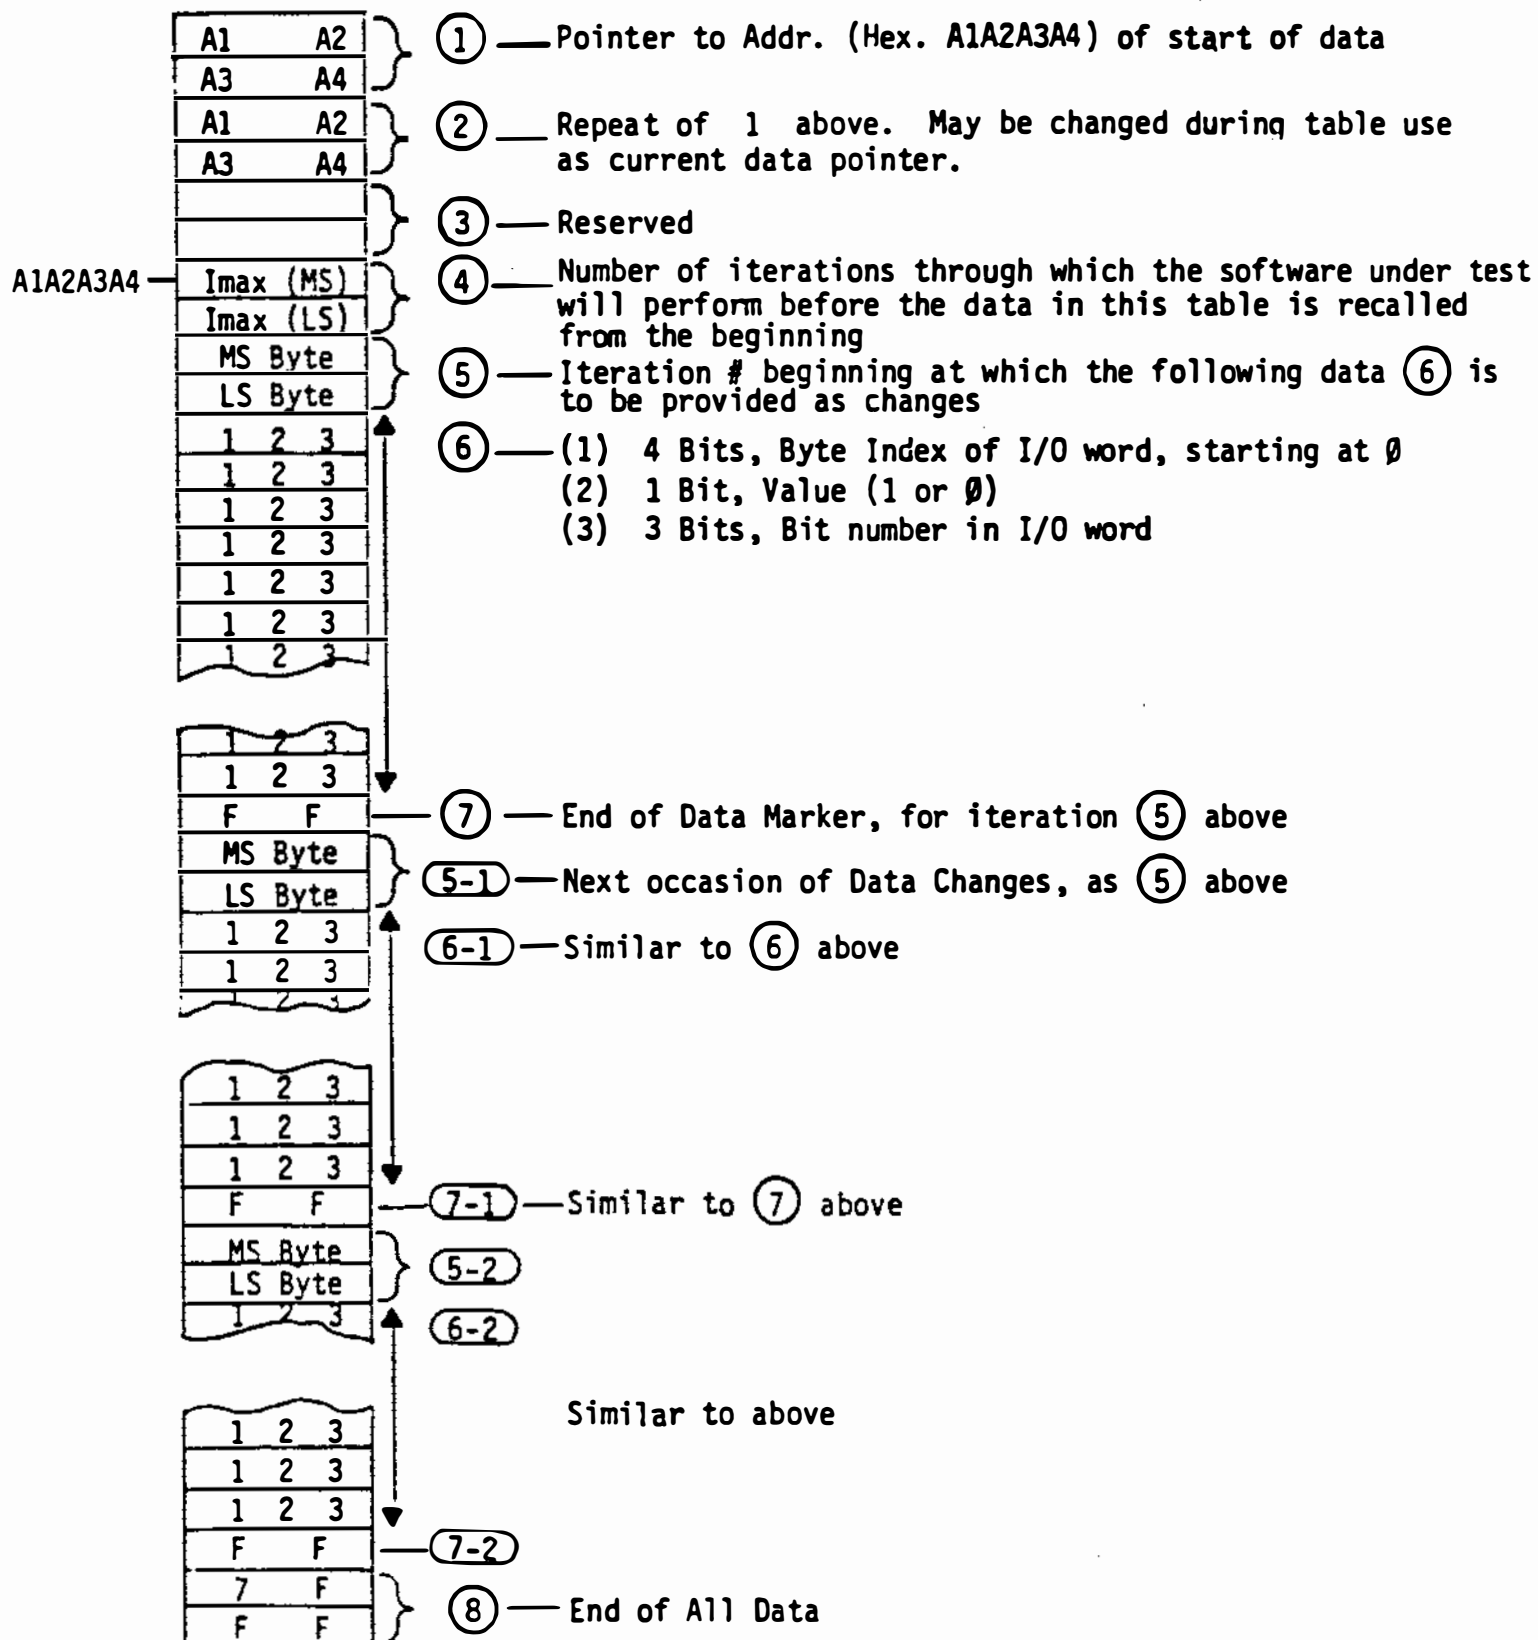 A1 A2
① Pointer to Addr. (Hex. A1A2A3A4) of start of data
A3 A4
A1 A2
② Repeat of 1 above. May be changed during table use
as current data pointer.
A3 A4
③ Reserved
A1A2A3A4
Imax (MS)
Imax (LS)
④ Number of iterations through which the software under test
will perform before the data in this table is recalled
from the beginning
MS Byte
LS Byte
⑤ Iteration # beginning at which the following data ⑥ is
to be provided as changes
1 2 3
⑥ (1) 4 Bits, Byte Index of I/O word, starting at Ø
1 2 3
(2) 1 Bit, Value (1 or Ø)
1 2 3
(3) 3 Bits, Bit number in I/O word
1 2 3
1 2 3
1 2 3
1 2 3
1 2 3
1 2 3
F F
⑦ End of Data Marker, for iteration ⑤ above
MS Byte
LS Byte
5-1 Next occasion of Data Changes, as ⑤ above
1 2 3
6-1 Similar to ⑥ above
1 2 3
1 2 3
1 2 3
1 2 3
1 2 3
F F
7-1 Similar to ⑦ above
MS Byte
LS Byte
5-2
1 2 3
6-2
Similar to above
1 2 3
1 2 3
1 2 3
F F
7-2
7 F
F F
⑧ End of All Data